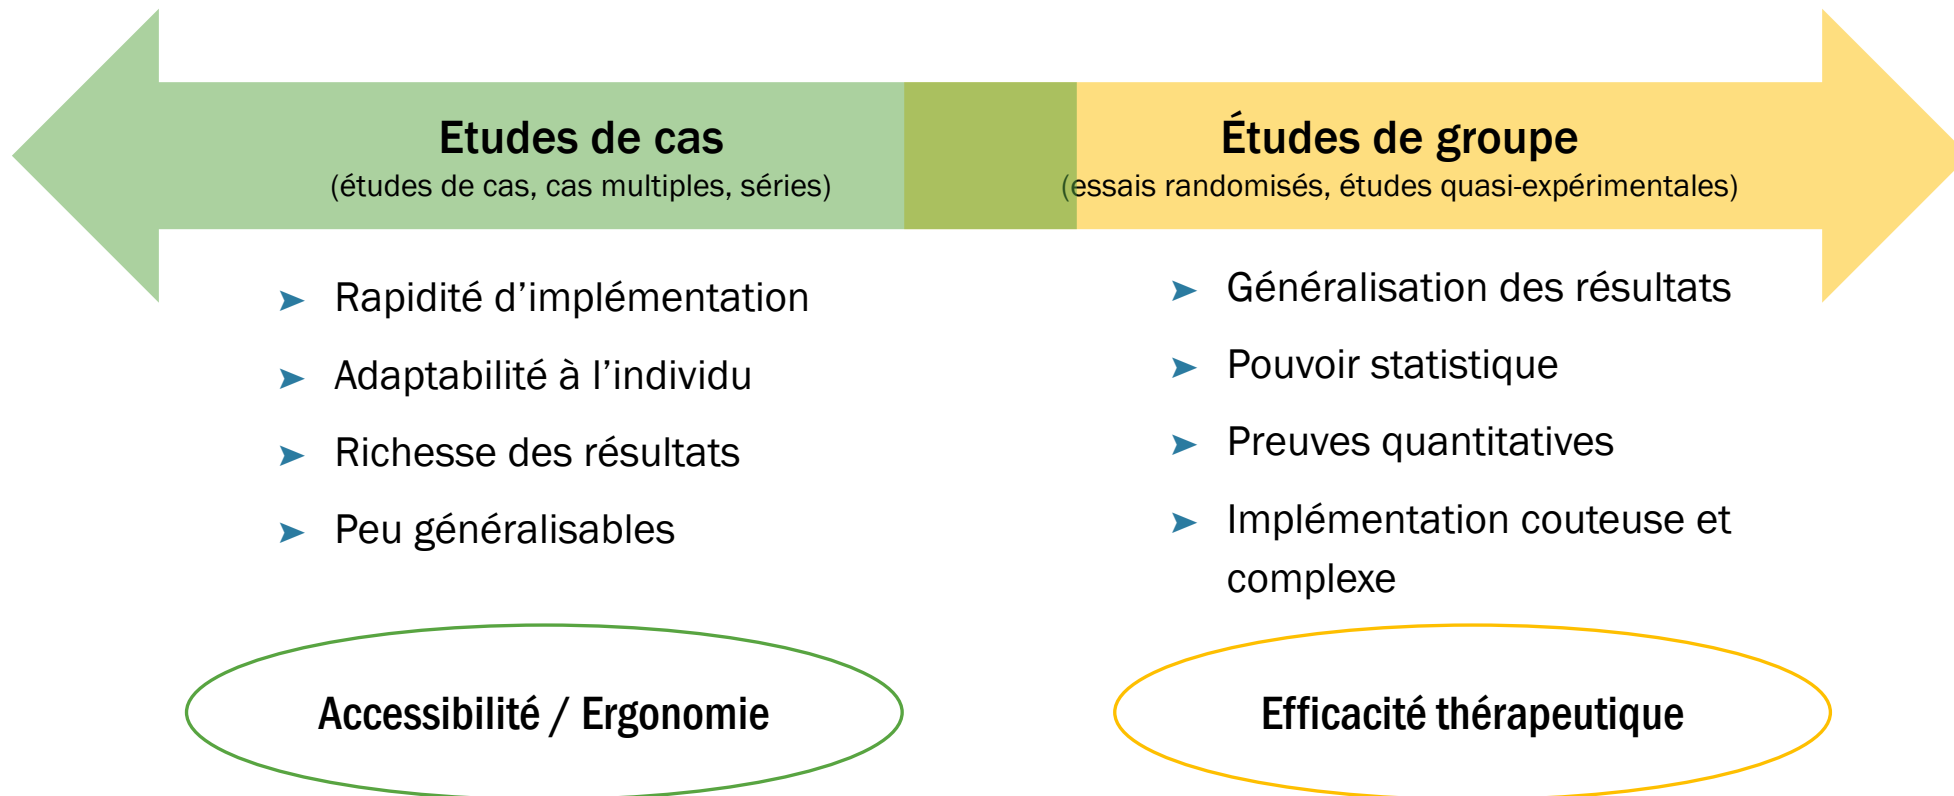 Etudes de cas
(études de cas, cas multiples, séries)
Rapidité d’implémentation
Adaptabilité à l’individu
Richesse des résultats
Peu généralisables
Accessibilité / Ergonomie
Études de groupe
(essais randomisés, études quasi-expérimentales)
Généralisation des résultats
Pouvoir statistique
Preuves quantitatives
Implémentation couteuse et
complexe
Efficacité thérapeutique